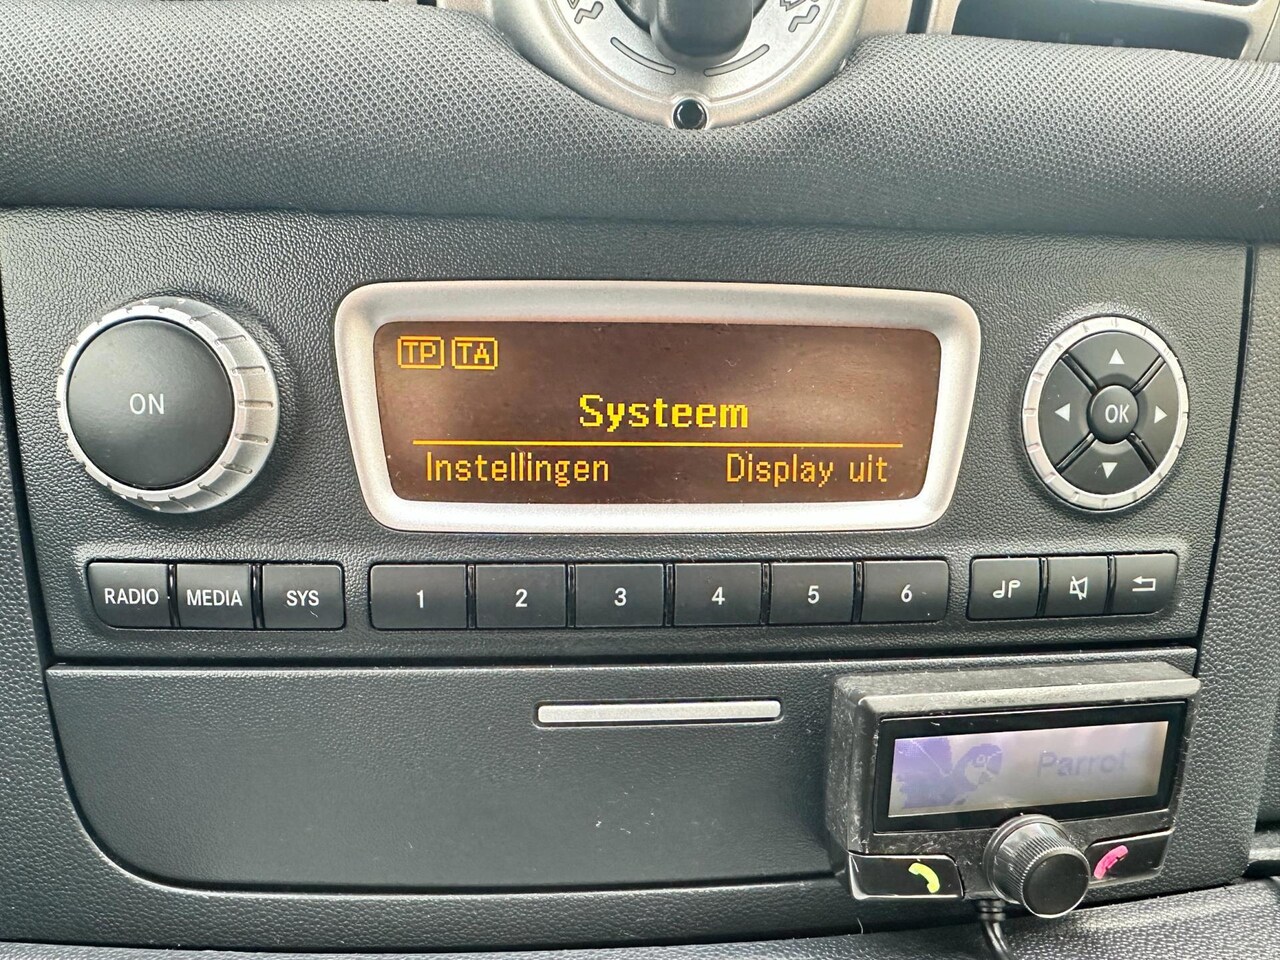 TP TA
Systeem
Instellingen Display uit
ON
OK
RADIO MEDIA SYS 1 2 3 4 5 6
Parrot